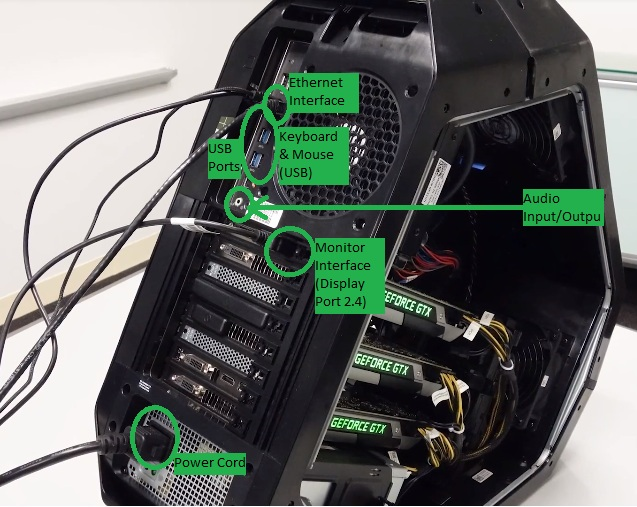 Ethernet
Interface
USB
Ports
Keyboard
& Mouse
(USB)
Audio
Input/Outpu
Monitor
Interface
(Display
Port 2.4)
GEFORCE GTX
GEFORCE GTX
GEFORCE GTX
Power Cord